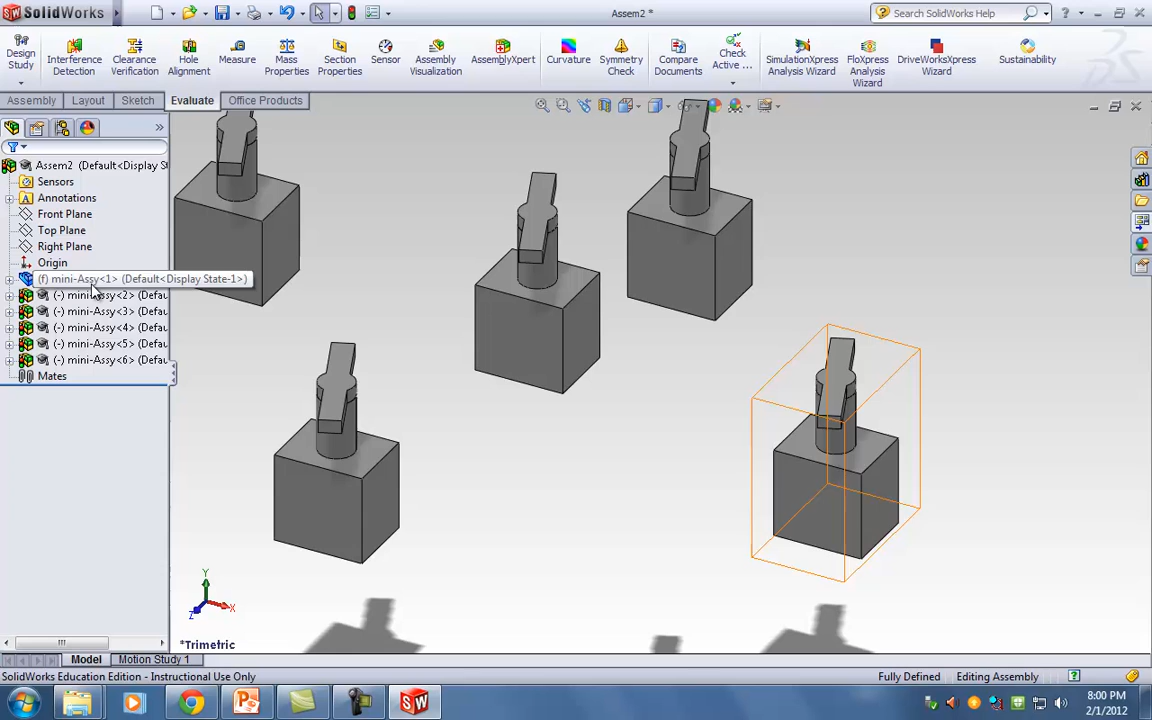 SolidWorks
Assem2 *
Search SolidWorks Help
Design Study
Interference Detection
Clearance Verification
Hole Alignment
Measure
Mass Properties
Section Properties
Sensor
Assembly Visualization
AssemblyXpert
Curvature
Symmetry Check
Compare Documents
Check Active ...
SimulationXpress Analysis Wizard
FloXpress Analysis Wizard
DriveWorksXpress Wizard
Sustainability
Assembly Layout Sketch Evaluate Office Products
Assem2 (Default<Display S
Sensors
Annotations
Front Plane
Top Plane
Right Plane
Origin
(f) mini-Assy<1> (Default<Display State-1>)
(-) mini-Assy<2> (Defau
(-) mini-Assy<3> (Defau
(-) mini-Assy<4> (Defau
(-) mini-Assy<5> (Defau
(-) mini-Assy<6> (Defau
Mates
Y
X
Z
*Trimetric
Model Motion Study 1
SolidWorks Education Edition - Instructional Use Only
Fully Defined Editing Assembly
8:00 PM
2/1/2012